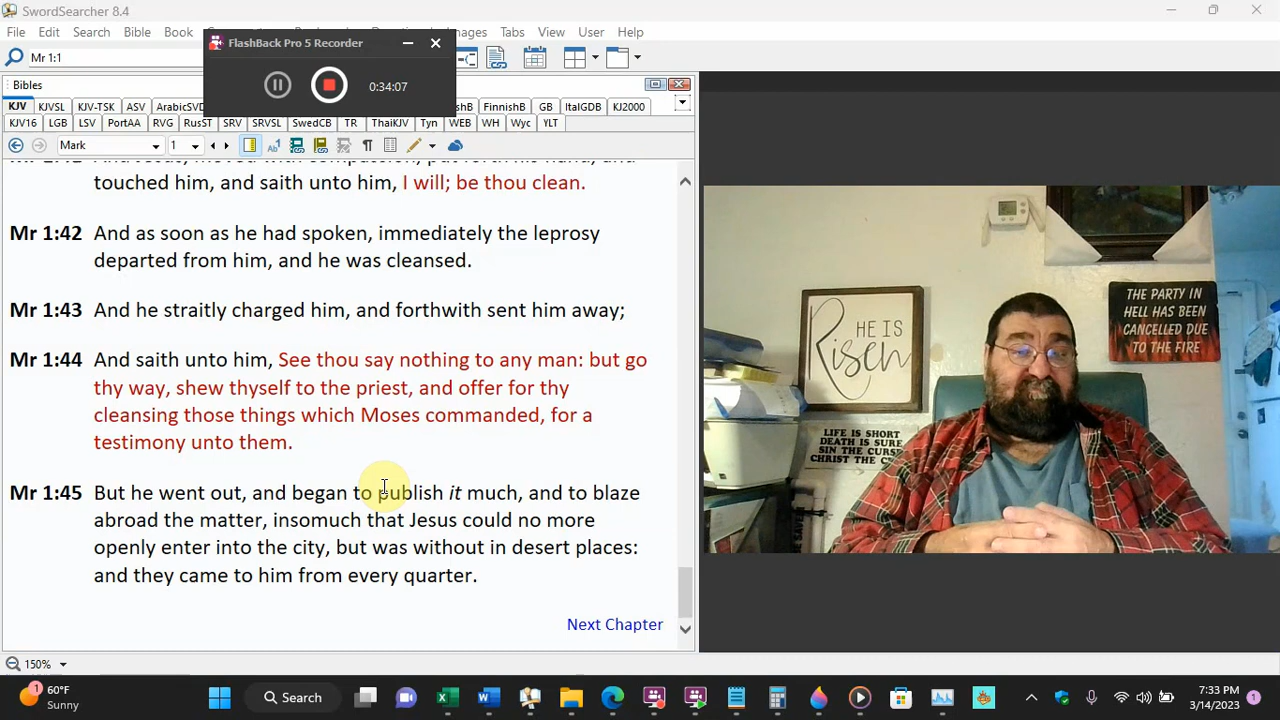 SwordSearcher 8.4
File Edit Search Bible Book
Tabs View User Help
FlashBack Pro 5 Recorder
0:34:07
Mr 1:1
Bibles
KJV KJVSL KJV-TSK ASV ArabicSVD FinnishB GB ItalGDB KJ2000
KJV16 LGB LSV PortAA RVG RusST SRV SRVSL SwedCB TR ThaiKJV Tyn WEB WH Wyc YLT
Mark 1
touched him, and saith unto him, I will; be thou clean.
Mr 1:42 And as soon as he had spoken, immediately the leprosy
departed from him, and he was cleansed.
Mr 1:43 And he straitly charged him, and forthwith sent him away;
Mr 1:44 And saith unto him, See thou say nothing to any man: but go
thy way, shew thyself to the priest, and offer for thy
cleansing those things which Moses commanded, for a
testimony unto them.
Mr 1:45 But he went out, and began to publish it much, and to blaze
abroad the matter, insomuch that Jesus could no more
openly enter into the city, but was without in desert places:
and they came to him from every quarter.
Next Chapter
150%
HE IS
Risen
THE PARTY IN
HELL HAS BEEN
CANCELLED DUE
TO THE FIRE
LIFE IS SHORT
DEATH IS SURE
SIN THE CURSE
CHRIST THE
1
60°F
Sunny
Search
7:33 PM
3/14/2023
1